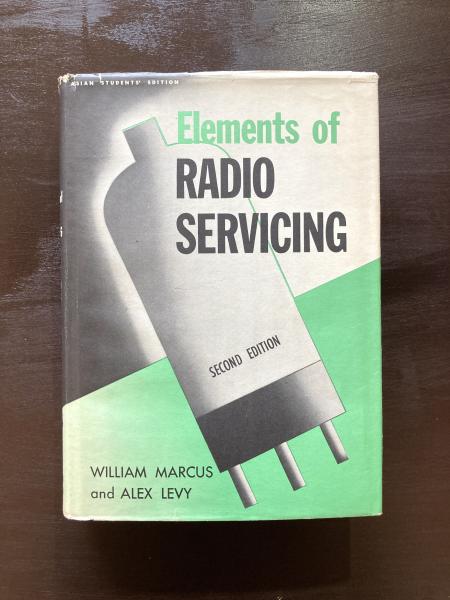 ASIAN STUDENTS' EDITION
Elements of
RADIO
SERVICING
SECOND EDITION
WILLIAM MARCUS
and ALEX LEVY